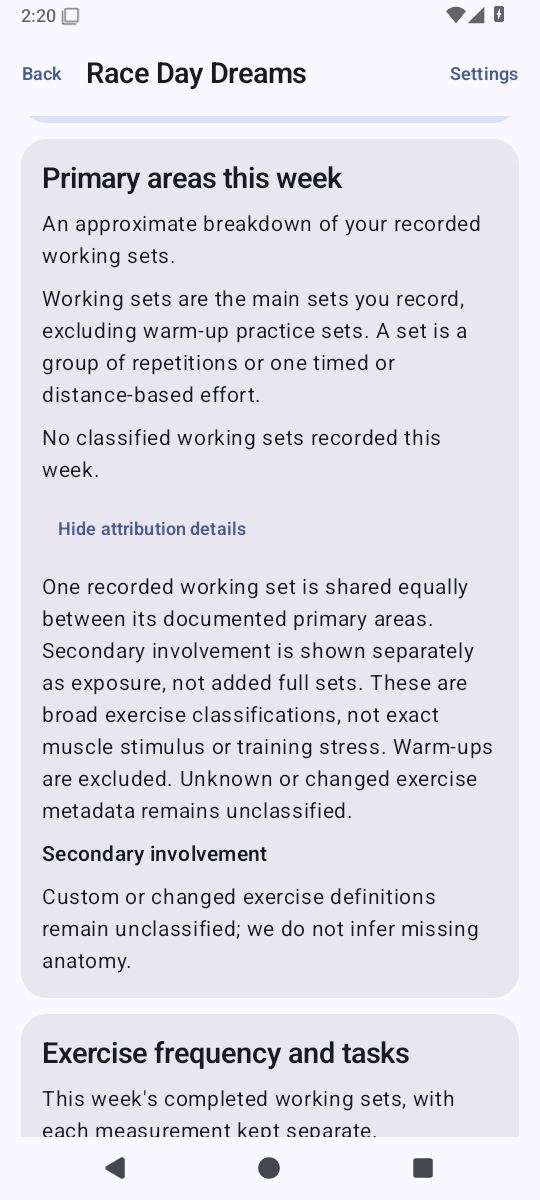 2:20
Back
Race Day Dreams
Settings
Primary areas this week
An approximate breakdown of your recorded
working sets.
Working sets are the main sets you record,
excluding warm-up practice sets. A set is a
group of repetitions or one timed or
distance-based effort.
No classified working sets recorded this
week.
Hide attribution details
One recorded working set is shared equally
between its documented primary areas.
Secondary involvement is shown separately
as exposure, not added full sets. These are
broad exercise classifications, not exact
muscle stimulus or training stress. Warm-ups
are excluded. Unknown or changed exercise
metadata remains unclassified.
Secondary involvement
Custom or changed exercise definitions
remain unclassified; we do not infer missing
anatomy.
Exercise frequency and tasks
This week's completed working sets, with
each measurement kept separate.